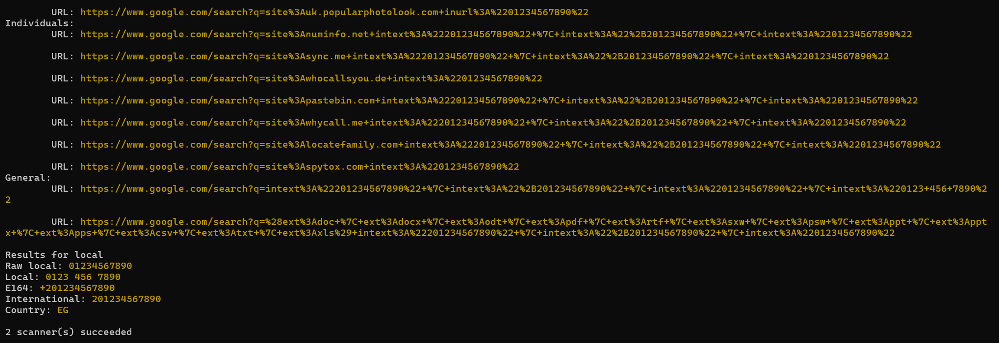 URL: https://www.google.com/search?q=site%3Auk.popularphotolook.com+inurl%3A%2201234567890%22
Individuals:
URL: https://www.google.com/search?q=site%3Anuminfo.net+intext%3A%22201234567890%22+%7C+intext%3A%22%2B201234567890%22+%7C+intext%3A%2201234567890%22
URL: https://www.google.com/search?q=site%3Async.me+intext%3A%22201234567890%22+%7C+intext%3A%22%2B201234567890%22+%7C+intext%3A%2201234567890%22
URL: https://www.google.com/search?q=site%3Awhocallsyou.de+intext%3A%2201234567890%22
URL: https://www.google.com/search?q=site%3Apastebin.com+intext%3A%22201234567890%22+%7C+intext%3A%22%2B201234567890%22+%7C+intext%3A%2201234567890%22
URL: https://www.google.com/search?q=site%3Awhycall.me+intext%3A%22201234567890%22+%7C+intext%3A%22%2B201234567890%22+%7C+intext%3A%2201234567890%22
URL: https://www.google.com/search?q=site%3Alocatefamily.com+intext%3A%22201234567890%22+%7C+intext%3A%22%2B201234567890%22+%7C+intext%3A%2201234567890%22
URL: https://www.google.com/search?q=site%3Aspytox.com+intext%3A%2201234567890%22
General:
URL: https://www.google.com/search?q=intext%3A%22201234567890%22+%7C+intext%3A%22%2B201234567890%22+%7C+intext%3A%2201234567890%22+%7C+intext%3A%220123+456+7890%2
2
URL: https://www.google.com/search?q=%28ext%3Adoc+%7C+ext%3Adocx+%7C+ext%3Aodt+%7C+ext%3Apdf+%7C+ext%3Artf+%7C+ext%3Asxw+%7C+ext%3Apsw+%7C+ext%3Appt+%7C+ext%3Appt
x+%7C+ext%3Apps+%7C+ext%3Acsv+%7C+ext%3Atxt+%7C+ext%3Axls%29+intext%3A%22201234567890%22+%7C+intext%3A%22%2B201234567890%22+%7C+intext%3A%2201234567890%22
Results for local
Raw local: 01234567890
Local: 0123 456 7890
E164: +201234567890
International: 201234567890
Country: EG
2 scanner(s) succeeded